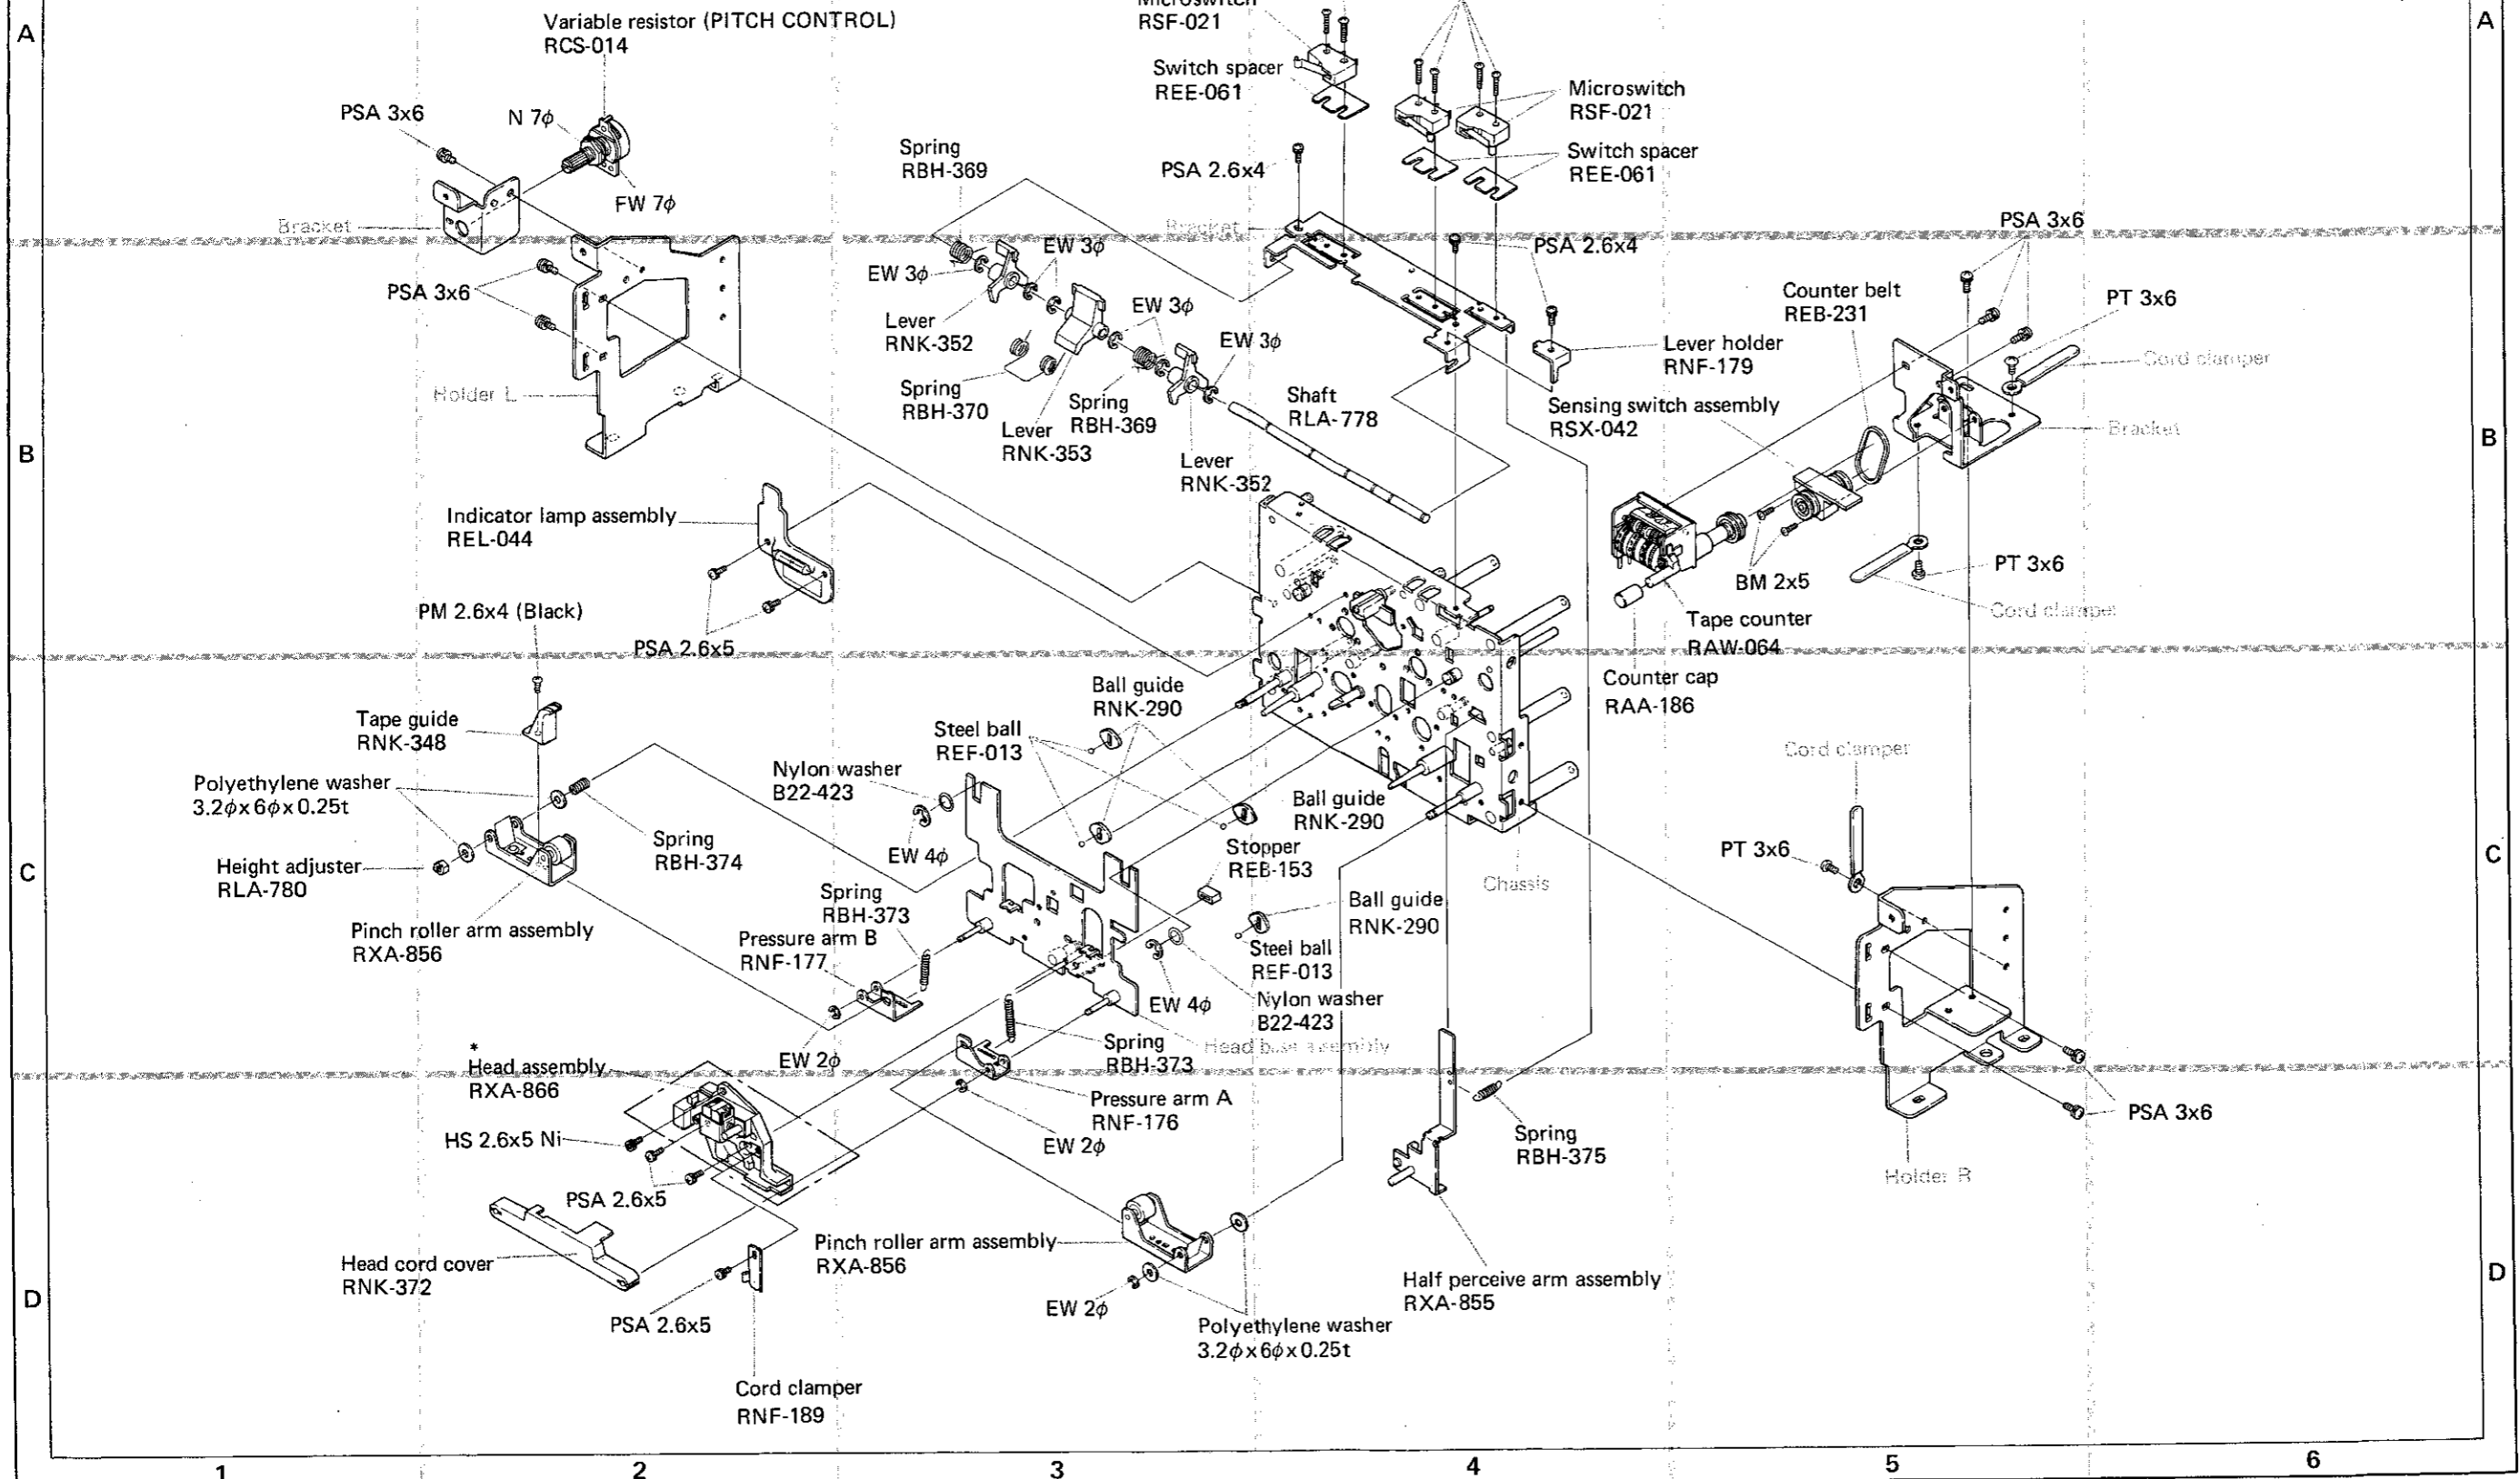 A
A
Variable resistor (PITCH CONTROL)
RCS-014
Microswitch
RSF-021
Switch spacer
REE-061
Microswitch
RSF-021
Switch spacer
REE-061
PSA 3x6
N 7ϕ
FW 7ϕ
Bracket
Spring
RBH-369
PSA 2.6x4
Bracket
PSA 2.6x4
PSA 3x6
PSA 3x6
EW 3ϕ
EW 3ϕ
EW 3ϕ
EW 3ϕ
Lever
RNK-352
Counter belt
REB-231
PT 3x6
Lever holder
RNF-179
Cord clamper
Holder L
Spring
RBH-370
Lever
RNK-353
Spring
RBH-369
Shaft
RLA-778
Sensing switch assembly
RSX-042
Bracket
B
B
Lever
RNK-352
Indicator lamp assembly
REL-044
PSA 2.6x5
BM 2x5
PT 3x6
Cord clamper
Tape counter
RAW-064
Counter cap
RAA-186
PM 2.6x4 (Black)
Tape guide
RNK-348
Polyethylene washer
3.2ϕx6ϕx0.25t
Height adjuster
RLA-780
Spring
RBH-374
Pinch roller arm assembly
RXA-856
Ball guide
RNK-290
Steel ball
REF-013
Nylon washer
B22-423
EW 4ϕ
Ball guide
RNK-290
Stopper
REB-153
Chassis
Cord clamper
PT 3x6
C
C
Spring
RBH-373
Pressure arm B
RNF-177
Ball guide
RNK-290
Steel ball
REF-013
EW 4ϕ
Nylon washer
B22-423
EW 2ϕ
Spring
RBH-373
Head base assembly
*
Head assembly
RXA-866
Pressure arm A
RNF-176
EW 2ϕ
HS 2.6x5 Ni
PSA 2.6x5
Spring
RBH-375
PSA 3x6
Holder R
Head cord cover
RNK-372
Pinch roller arm assembly
RXA-856
Half perceive arm assembly
RXA-855
D
D
PSA 2.6x5
EW 2ϕ
Polyethylene washer
3.2ϕx6ϕx0.25t
Cord clamper
RNF-189
1
2
3
4
5
6